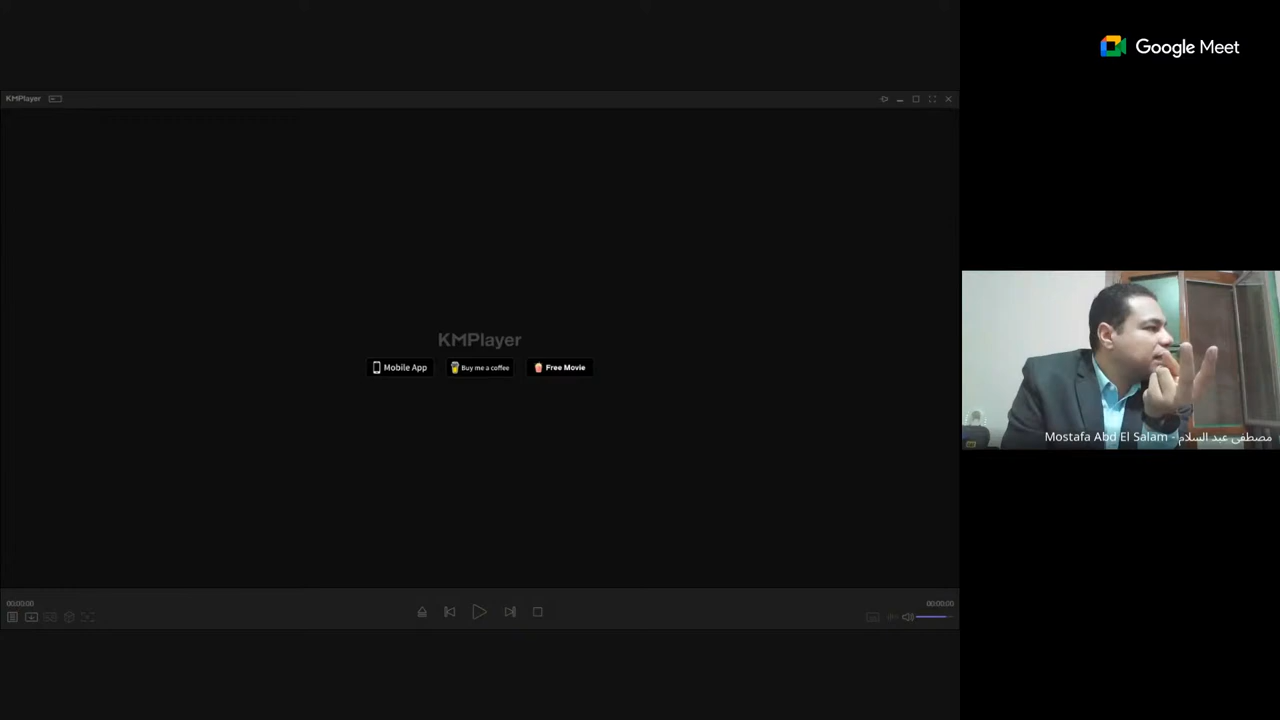 Google Meet
KMPlayer
KMPlayer
Mobile App
Buy me a coffee
Free Movie
Mostafa Abd El Salam - مصطفى عبد السلام
00:00:00
00:00:00